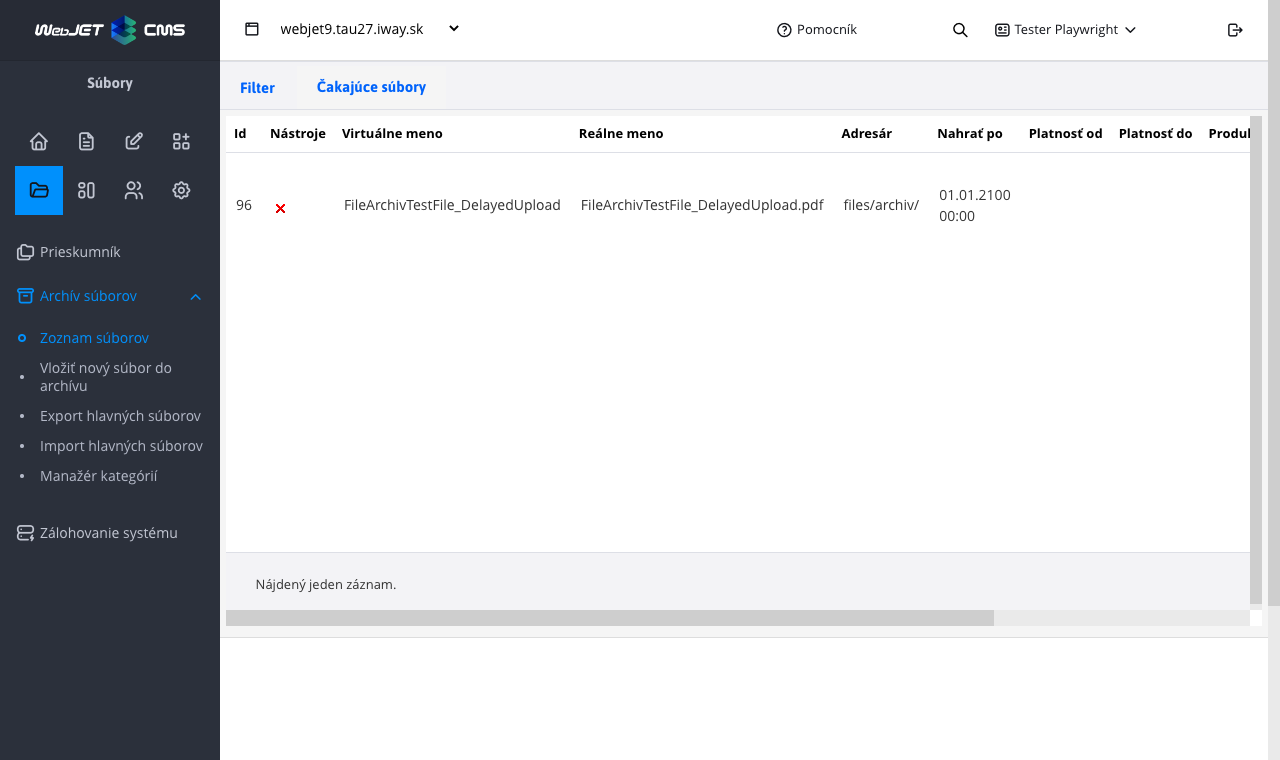 WebJET CMS
webjet9.tau27.iway.sk
Pomocník
Tester Playwright
Súbory
Filter
Čakajúce súbory
Id Nástroje Virtuálne meno Reálne meno Adresár Nahrať po Platnosť od Platnosť do
96 FileArchivTestFile_DelayedUpload FileArchivTestFile_DelayedUpload.pdf files/archiv/ 01.01.2100
00:00
Prieskumník
Archív súborov
Zoznam súborov
Vložiť nový súbor do
archívu
Export hlavných súborov
Import hlavných súborov
Manažér kategórií
Zálohovanie systému
Nájdený jeden záznam.